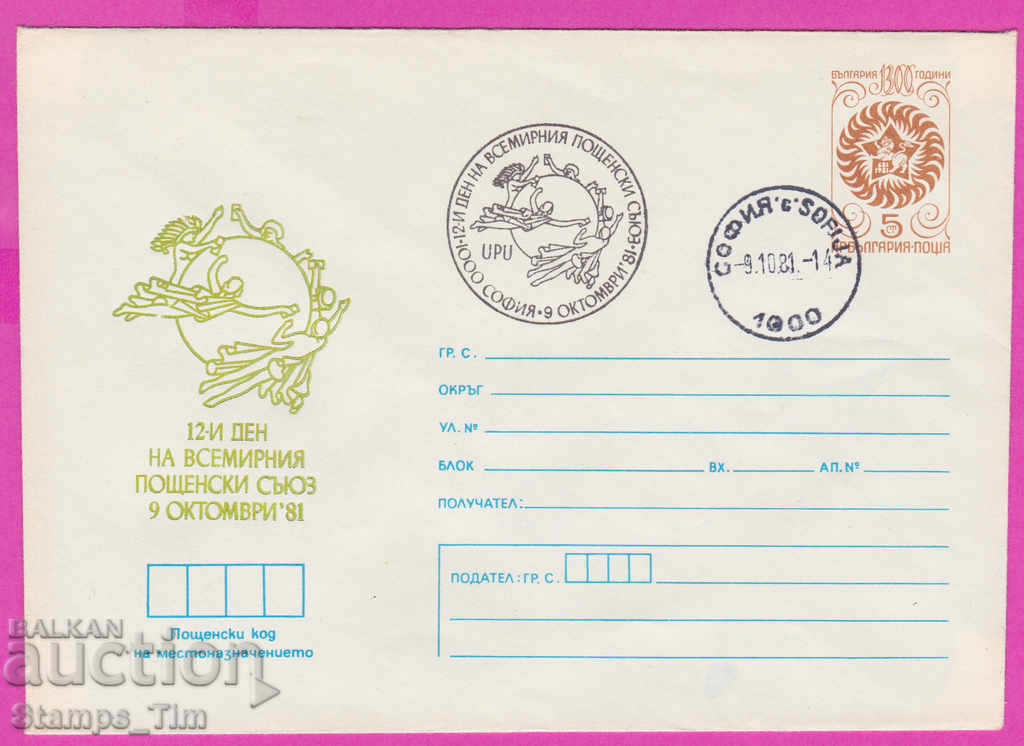 БЪЛГАРИЯ 1300 ГОДИНИ
5 СТ
НР БЪЛГАРИЯ·ПОЩА
12-И ДЕН НА ВСЕМИРНИЯ ПОЩЕНСКИ СЪЮЗ·9 ОКТОМВРИ'81·1000 СОФИЯ·
UPU
СОФИЯ "Б" SOFIJA
-9.10.81.-14
1000
12-И ДЕН
НА ВСЕМИРНИЯ
ПОЩЕНСКИ СЪЮЗ
9 ОКТОМВРИ'81
ГР. С.
ОКРЪГ
УЛ. №
БЛОК ВХ. АП. №
ПОЛУЧАТЕЛ:
ПОДАТЕЛ: ГР. С.
Пощенски код
на местоназначението
BALKAN
auction
Stamps_Tim